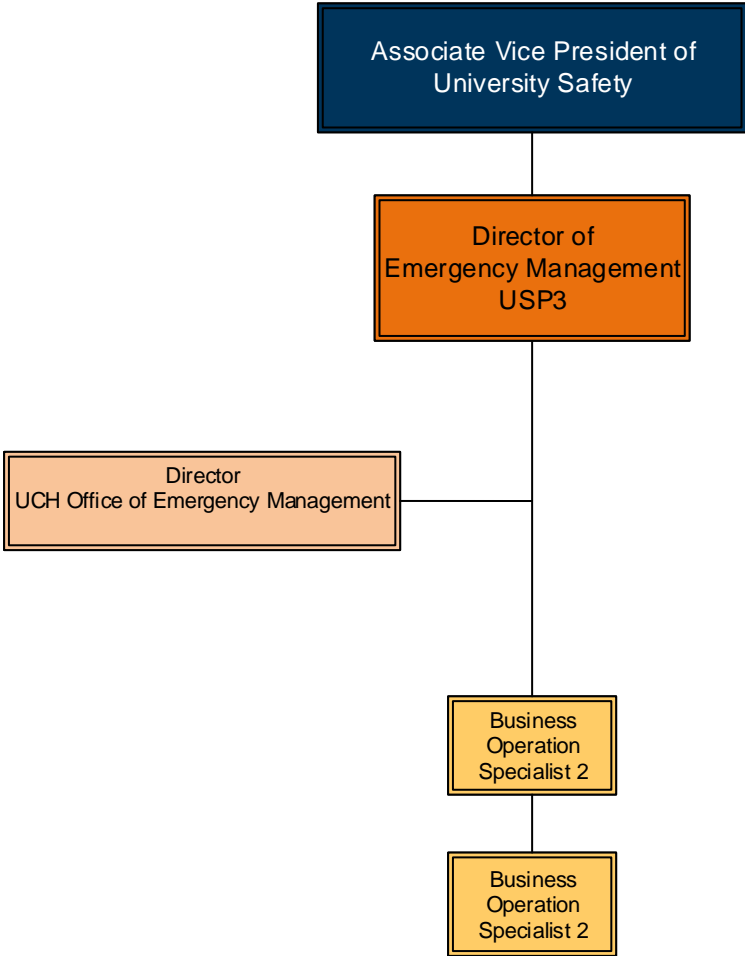 Associate Vice President of
University Safety
Director of
Emergency Management
USP3
Director
UCH Office of Emergency Management
Business
Operation
Specialist 2
Business
Operation
Specialist 2